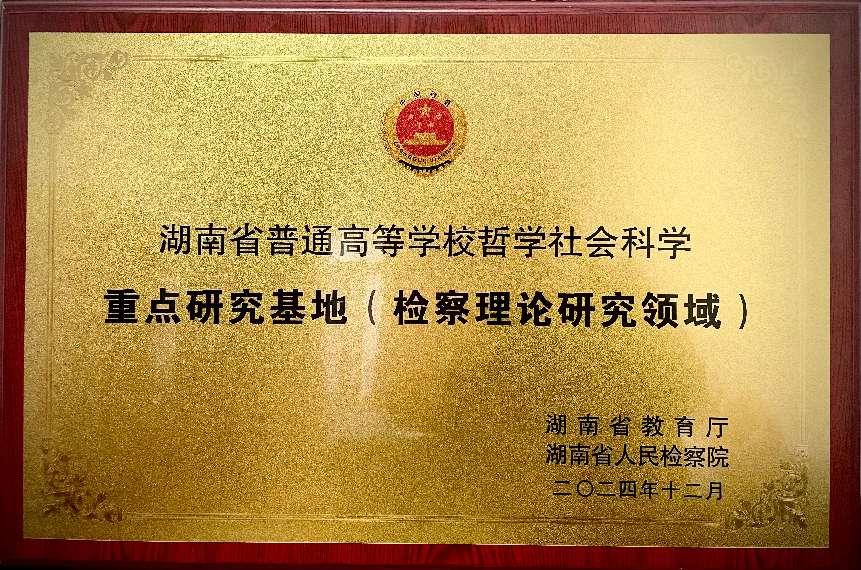 湖南省普通高等学校哲学社会科学
重点研究基地（检察理论研究领域）
湖南省教育厅
湖南省人民检察院
二〇二四年十二月